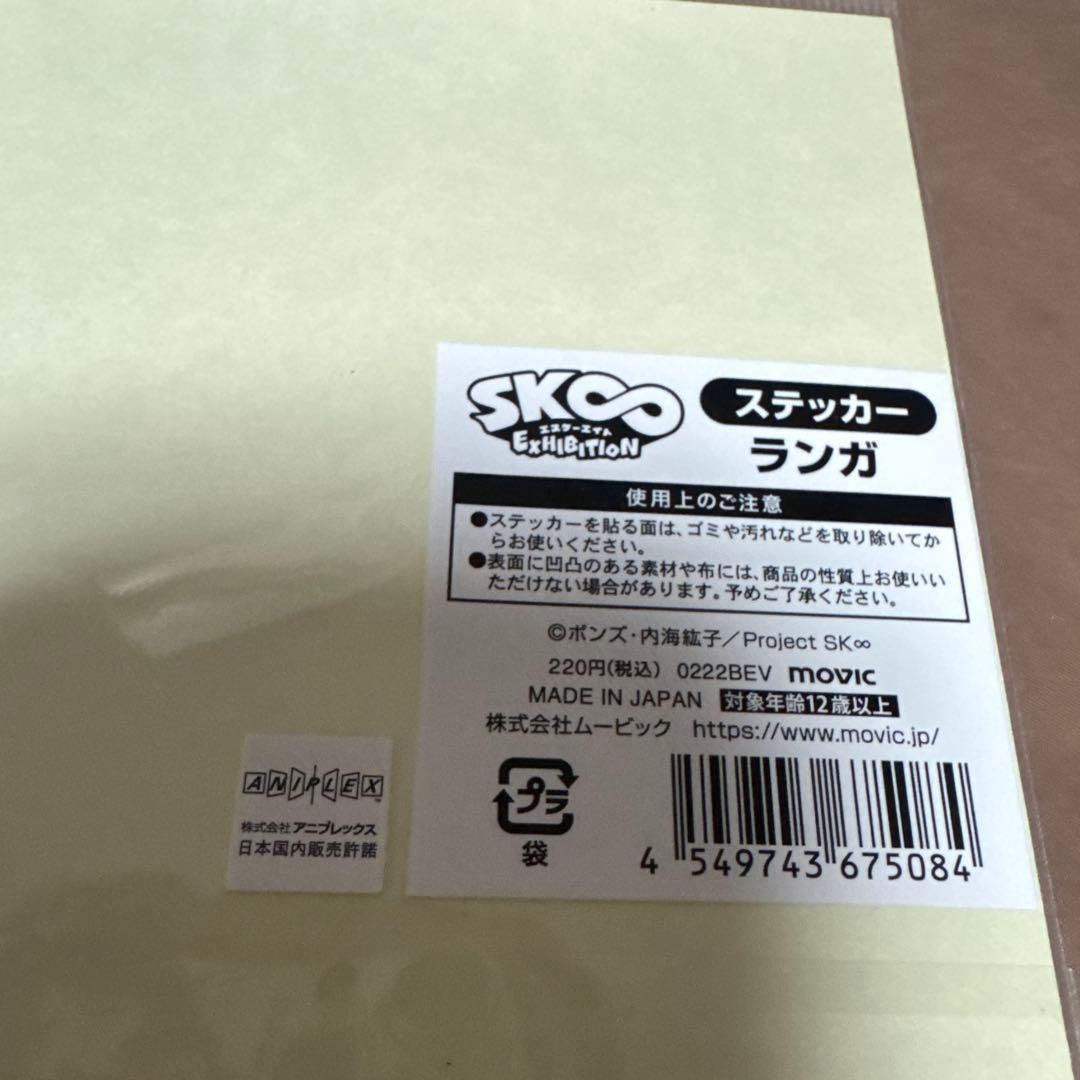 SK∞
エスケーエイト
EXHIBITION
ステッカー
ランガ
使用上のご注意
●ステッカーを貼る面は、ゴミや汚れなどを取り除いてか
らお使いください。
●表面に凹凸のある素材や布には、商品の性質上お使いい
ただけない場合があります。予めご了承ください。
©ボンズ・内海紘子／Project SK∞
220円(税込) 0222BEV movic
MADE IN JAPAN 対象年齢12歳以上
株式会社ムービック https://www.movic.jp/
プラ
袋
4 549743 675084
ANIPLEX™
株式会社アニプレックス
日本国内販売許諾